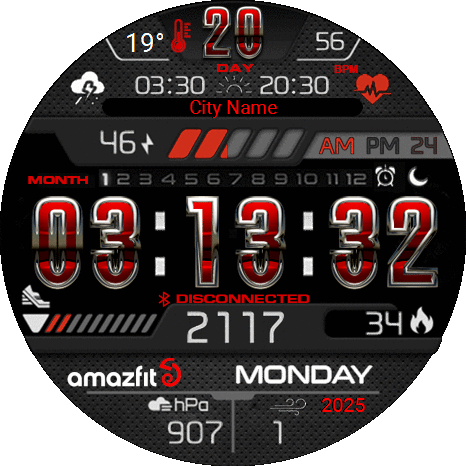 19° 20 56
DAY BPM
03:30 20:30
City Name
46 AM PM 24
MONTH 1 2 3 4 5 6 7 8 9 10 11 12
03:13:32
DISCONNECTED
2117 34
amazfit MONDAY
hPa 2025
907 1